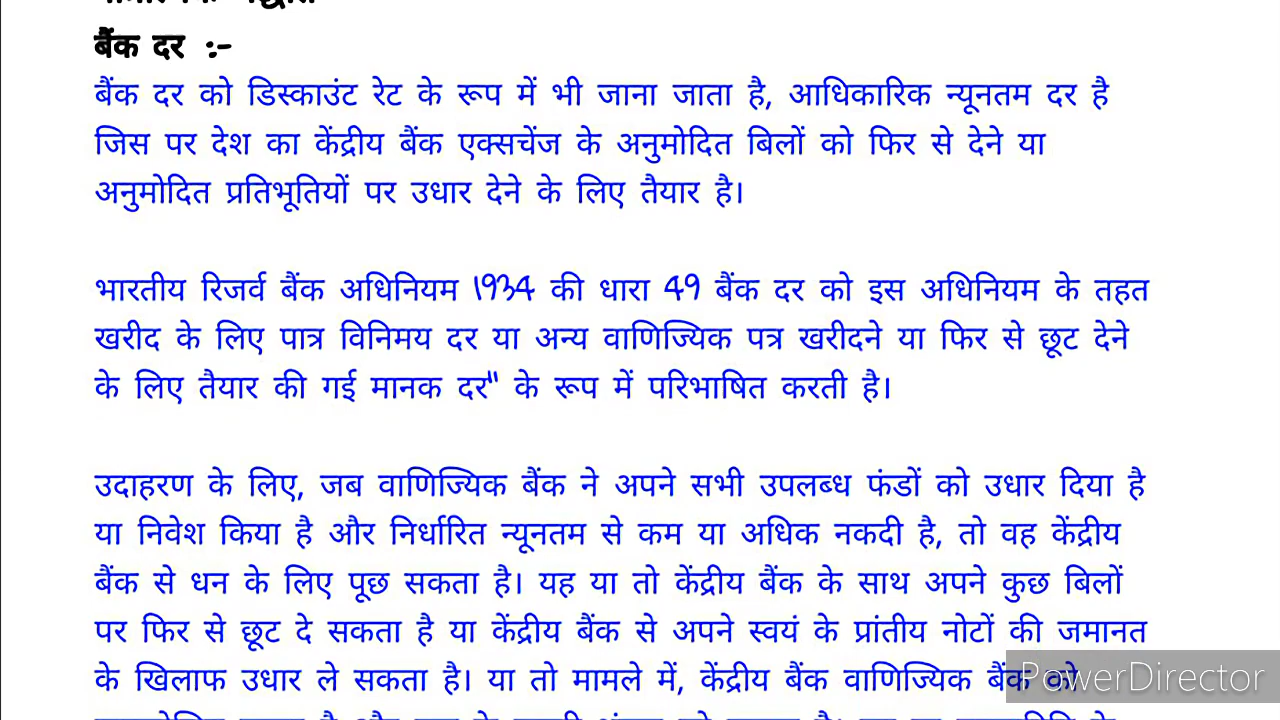 बैंक दर :-
बैंक दर को डिस्काउंट रेट के रूप में भी जाना जाता है, आधिकारिक न्यूनतम दर है
जिस पर देश का केंद्रीय बैंक एक्सचेंज के अनुमोदित बिलों को फिर से देने या
अनुमोदित प्रतिभूतियों पर उधार देने के लिए तैयार है।
भारतीय रिजर्व बैंक अधिनियम 1934 की धारा 49 बैंक दर को इस अधिनियम के तहत
खरीद के लिए पात्र विनिमय दर या अन्य वाणिज्यिक पत्र खरीदने या फिर से छूट देने
के लिए तैयार की गई मानक दर" के रूप में परिभाषित करती है।
उदाहरण के लिए, जब वाणिज्यिक बैंक ने अपने सभी उपलब्ध फंडों को उधार दिया है
या निवेश किया है और निर्धारित न्यूनतम से कम या अधिक नकदी है, तो वह केंद्रीय
बैंक से धन के लिए पूछ सकता है। यह या तो केंद्रीय बैंक के साथ अपने कुछ बिलों
पर फिर से छूट दे सकता है या केंद्रीय बैंक से अपने स्वयं के प्रांतीय नोटों की जमानत
के खिलाफ उधार ले सकता है। या तो मामले में, केंद्रीय बैंक वाणिज्यिक बैंक को
PowerDirector